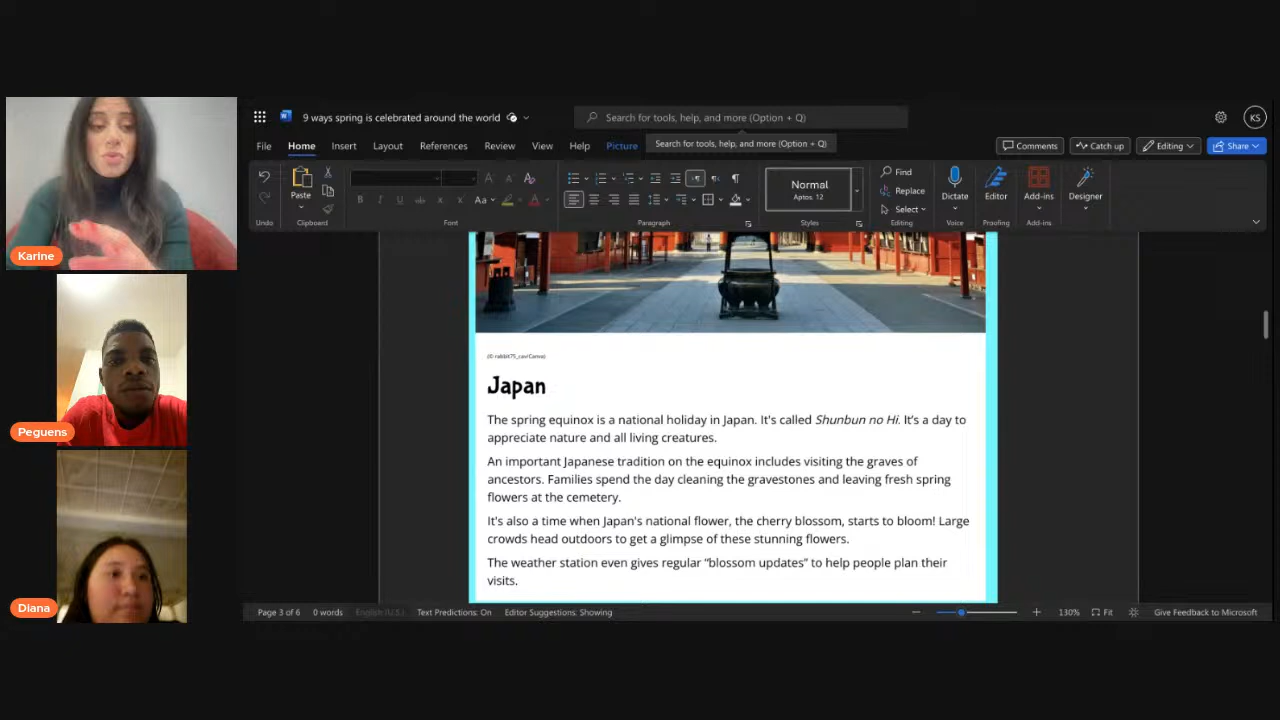 9 ways spring is celebrated around the world
Search for tools, help, and more (Option + Q)
KS
File Home Insert Layout References Review View Help Picture
Search for tools, help, and more (Option + Q)
Comments Catch up Editing Share
Paste
Aa
Normal
Aptos: 12
Find
Replace
Select
Dictate
Editor
Add-ins
Designer
Undo Clipboard Font Paragraph Styles Editing Voice Proofing Add-ins
Karine
Peguens
Diana
Japan
The spring equinox is a national holiday in Japan. It's called Shunbun no Hi. It's a day to
appreciate nature and all living creatures.
An important Japanese tradition on the equinox includes visiting the graves of
ancestors. Families spend the day cleaning the gravestones and leaving fresh spring
flowers at the cemetery.
It's also a time when Japan's national flower, the cherry blossom, starts to bloom! Large
crowds head outdoors to get a glimpse of these stunning flowers.
The weather station even gives regular “blossom updates” to help people plan their
visits.
Page 3 of 6 0 words English (U.S.) Text Predictions: On Editor Suggestions: Showing
130% Fit Give Feedback to Microsoft